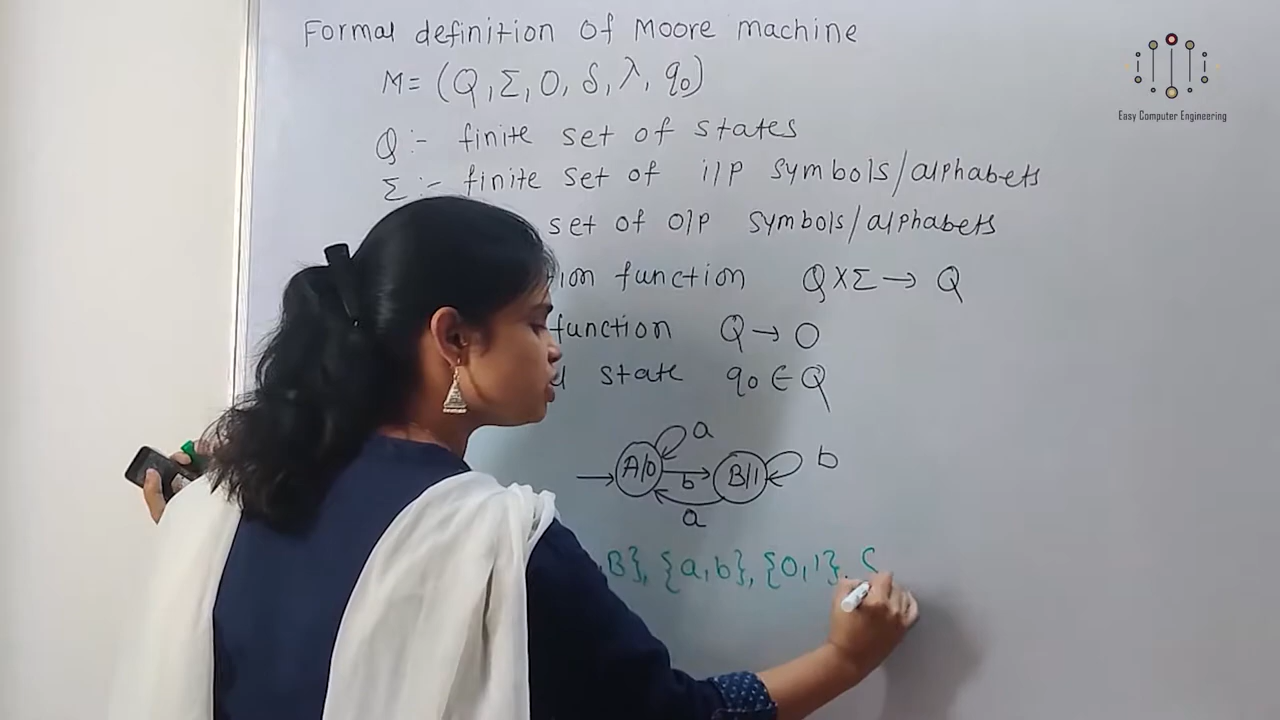 Formal definition of Moore machine
M= (Q, Σ, O, δ, λ, q0)
Q :- finite set of states
Σ :- finite set of i/p symbols/alphabets
set of o/p symbols/alphabets
function Q×Σ → Q
function Q → O
state q0 ∈ Q
a
A/0 b B/1 b
a
B}, {a,b}, {0,1},
Easy Computer Engineering